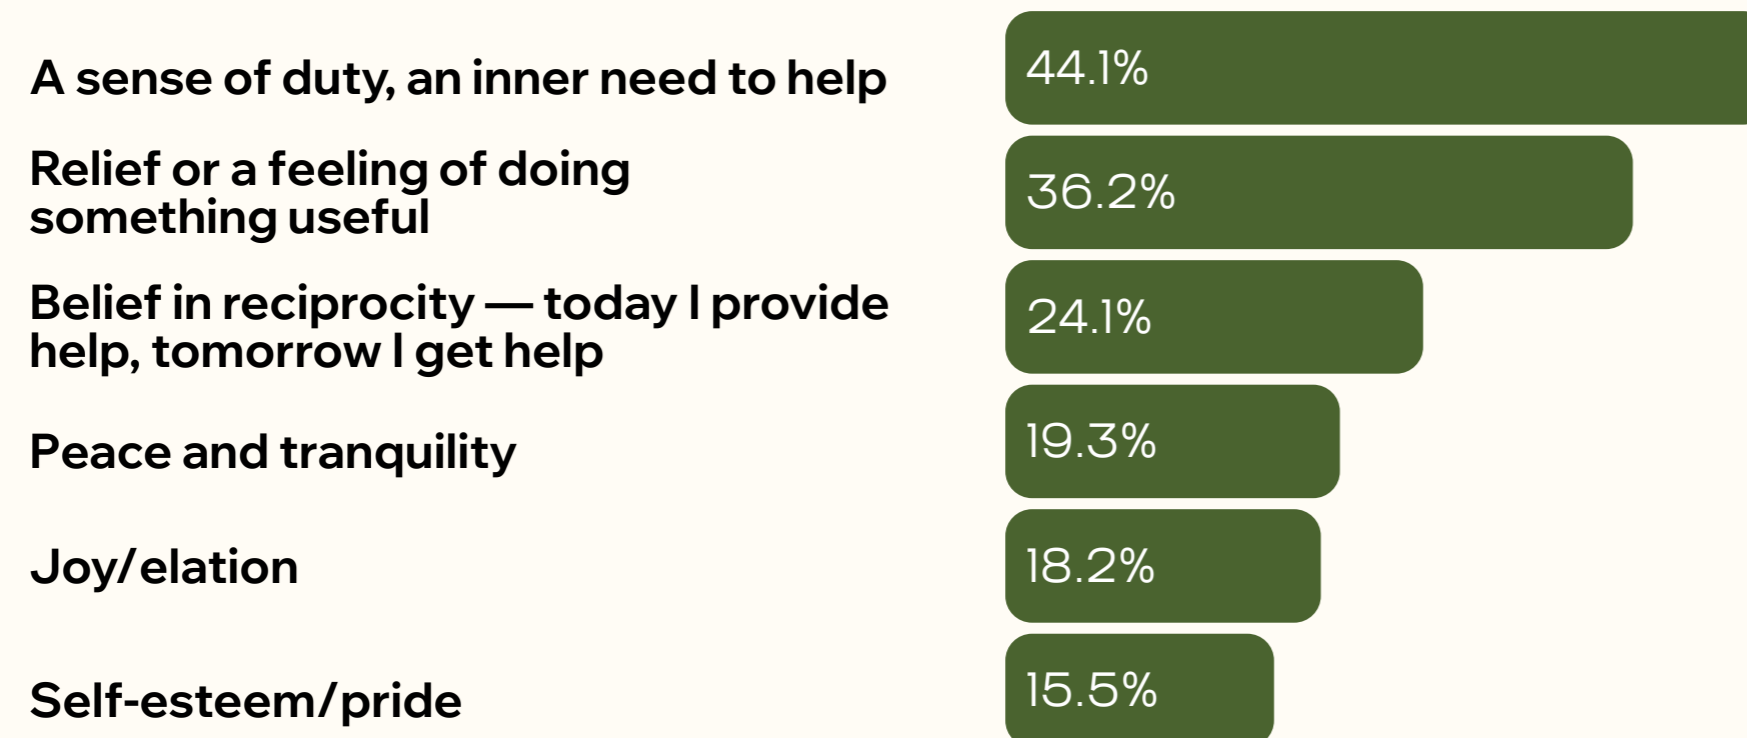 A sense of duty, an inner need to help
44.1%
Relief or a feeling of doing
something useful
36.2%
Belief in reciprocity — today I provide
help, tomorrow I get help
24.1%
Peace and tranquility
19.3%
Joy/elation
18.2%
Self-esteem/pride
15.5%